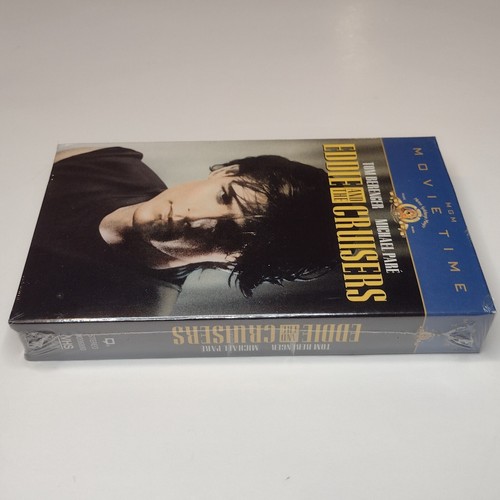 MGM
MOVIE TIME
TOM BERENGER MICHAEL PARÉ
EDDIE AND THE CRUISERS
TOM BERENGER MICHAEL PARÉ
EDDIE AND THE CRUISERS
VHS